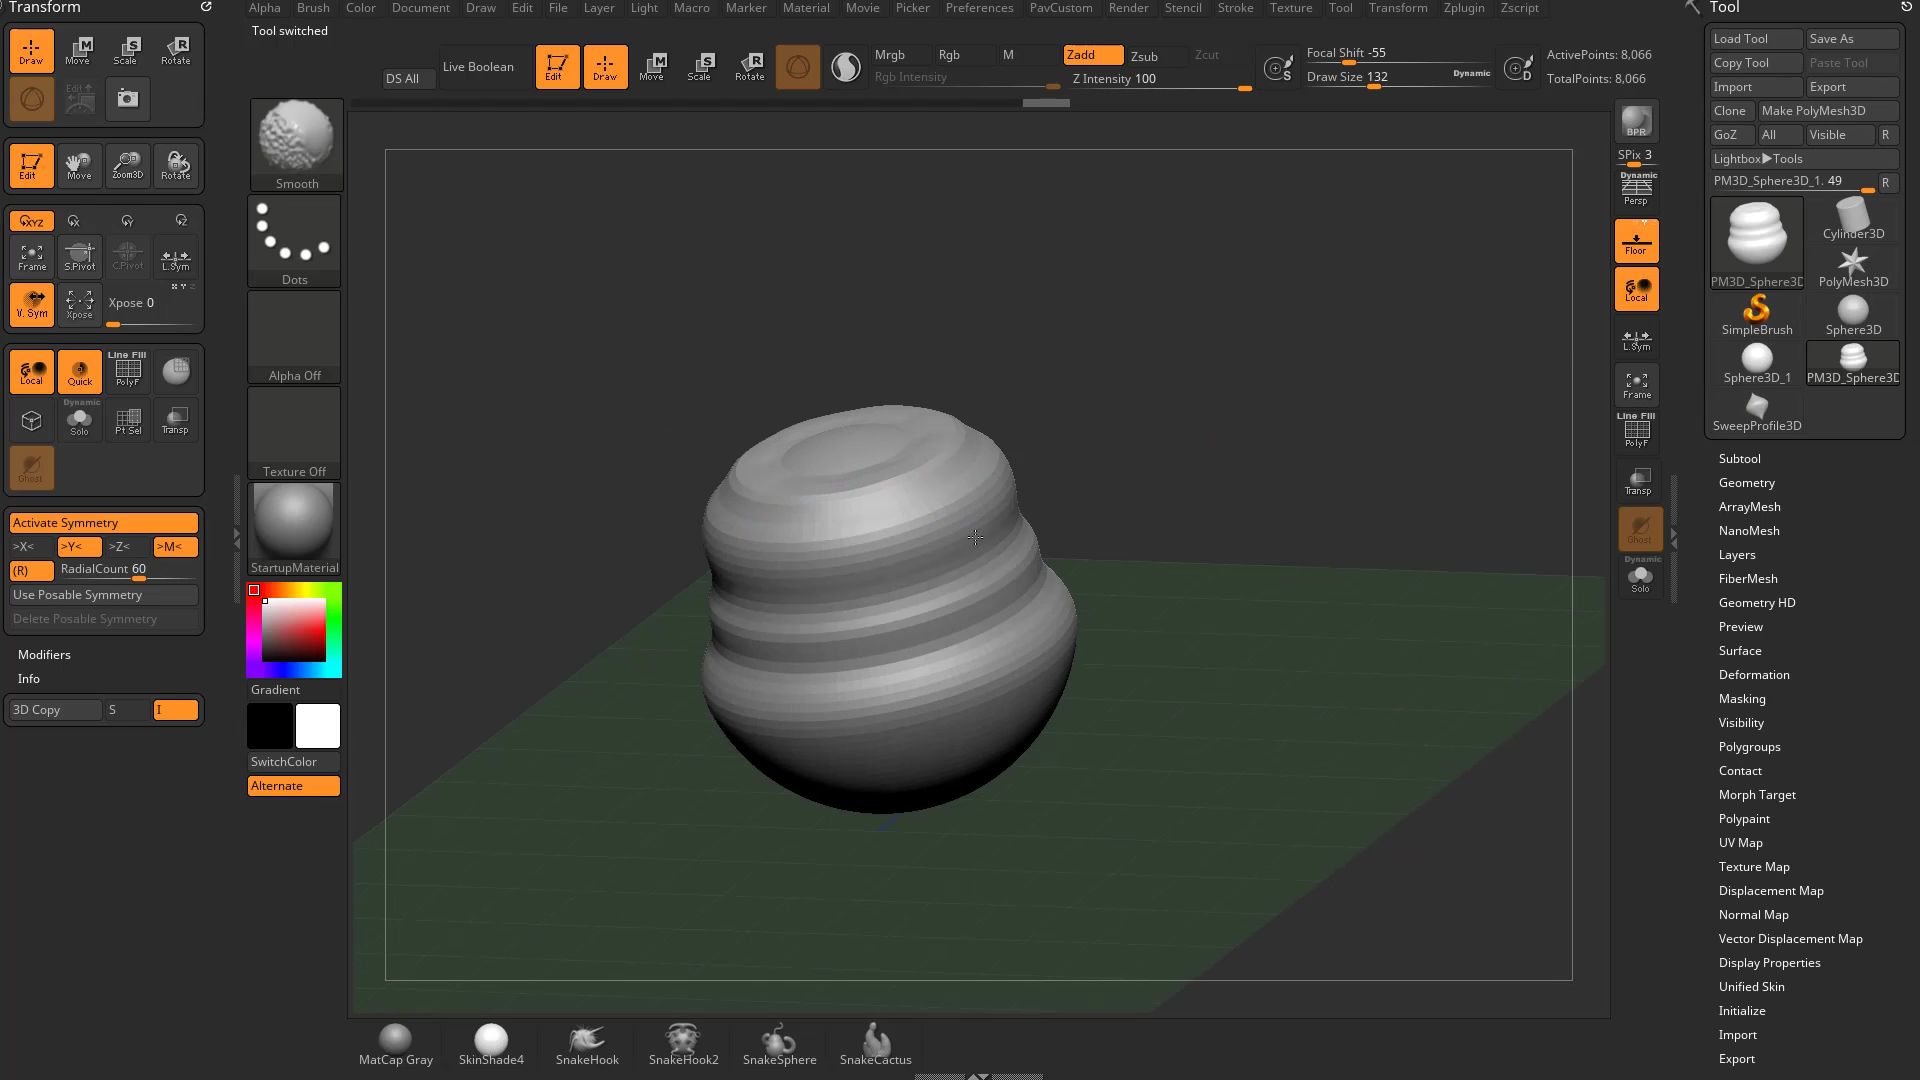 Transform
Alpha Brush Color Document Draw Edit File Layer Light Macro Marker Material Movie Picker Preferences PavCustom Render Stencil Stroke Texture Tool Transform Zplugin Zscript
Tool
Tool switched
Draw Move Scale Rotate
Edit
DS All
Live Boolean
Edit Draw Move Scale Rotate
Mrgb Rgb M
Rgb Intensity
Zadd Zsub Zcut
Z Intensity 100
Focal Shift -55
Draw Size 132
Dynamic
ActivePoints: 8,066
TotalPoints: 8,066
Edit Move Zoom3D Rotate
XYZ X Y Z
Frame S.Pivot C.Pivot L.Sym
V. Sym Xpose Xpose 0
Local Quick Line Fill PolyF
Dynamic Solo Pt Sel Transp
Ghost
Activate Symmetry
>X< >Y< >Z< >M<
(R) RadialCount 60
Use Posable Symmetry
Delete Posable Symmetry
Modifiers
Info
3D Copy S I
Smooth
Dots
Alpha Off
Texture Off
StartupMaterial
Gradient
SwitchColor
Alternate
MatCap Gray SkinShade4 SnakeHook SnakeHook2 SnakeSphere SnakeCactus
BPR
SPix 3
Dynamic
Persp
Floor
Local
L.Sym
Frame
Line Fill
PolyF
Transp
Ghost
Dynamic
Solo
Load Tool Save As
Copy Tool Paste Tool
Import Export
Clone Make PolyMesh3D
GoZ All Visible R
Lightbox▶Tools
PM3D_Sphere3D_1. 49 R
PM3D_Sphere3D Cylinder3D
PolyMesh3D
SimpleBrush Sphere3D
Sphere3D_1 PM3D_Sphere3D
SweepProfile3D
Subtool
Geometry
ArrayMesh
NanoMesh
Layers
FiberMesh
Geometry HD
Preview
Surface
Deformation
Masking
Visibility
Polygroups
Contact
Morph Target
Polypaint
UV Map
Texture Map
Displacement Map
Normal Map
Vector Displacement Map
Display Properties
Unified Skin
Initialize
Import
Export